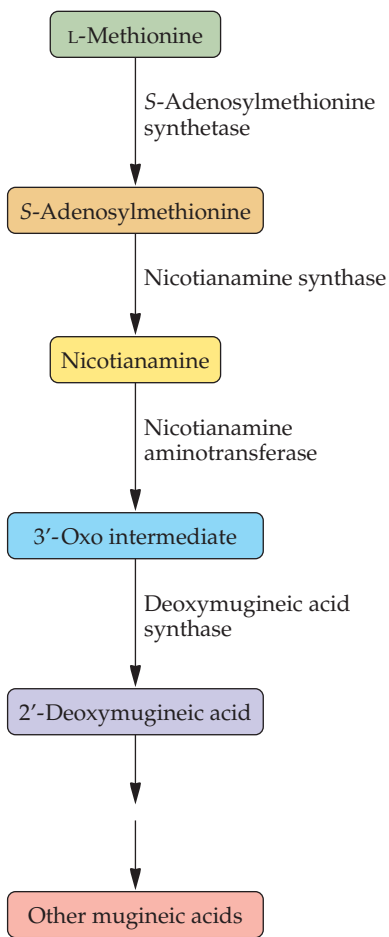 L-Methionine
S-Adenosylmethionine
synthetase
S-Adenosylmethionine
Nicotianamine synthase
Nicotianamine
Nicotianamine
aminotransferase
3′-Oxo intermediate
Deoxymugineic acid
synthase
2′-Deoxymugineic acid
Other mugineic acids